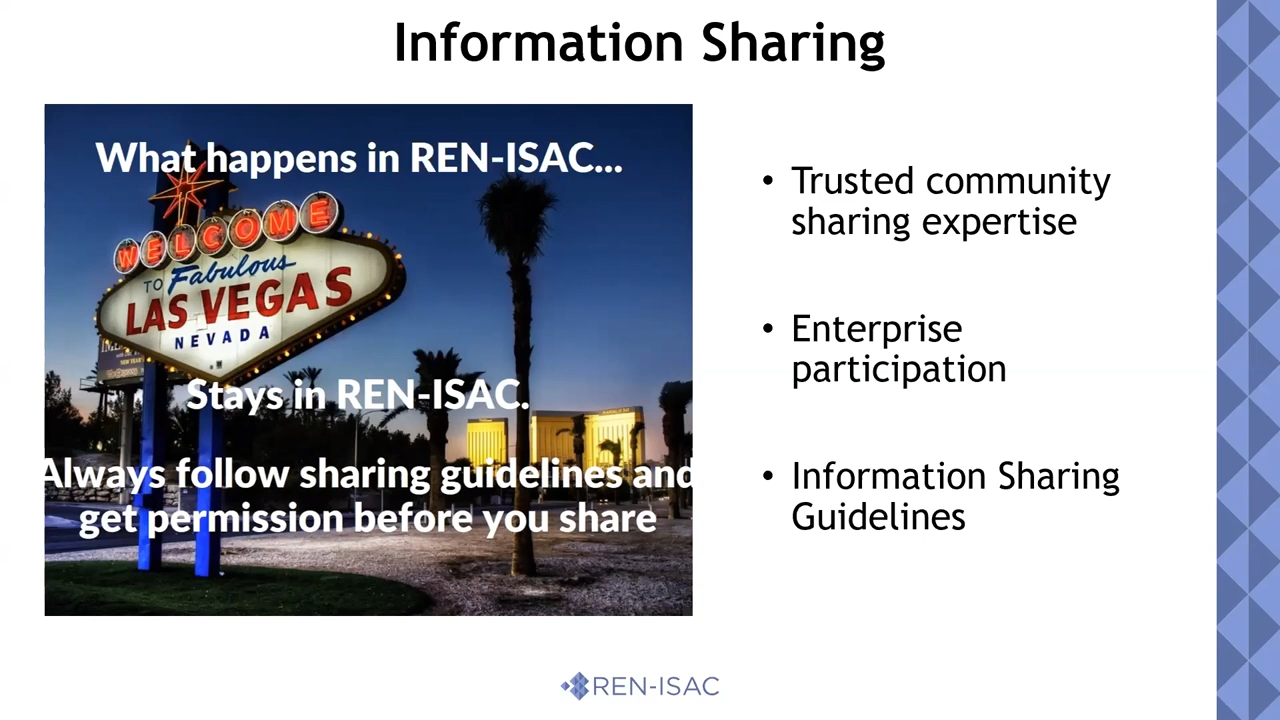 Information Sharing
What happens in REN-ISAC...
WELCOME
TO Fabulous
LAS VEGAS
NEVADA
Stays in REN-ISAC.
Always follow sharing guidelines and
get permission before you share
• Trusted community
sharing expertise
• Enterprise
participation
• Information Sharing
Guidelines
REN-ISAC